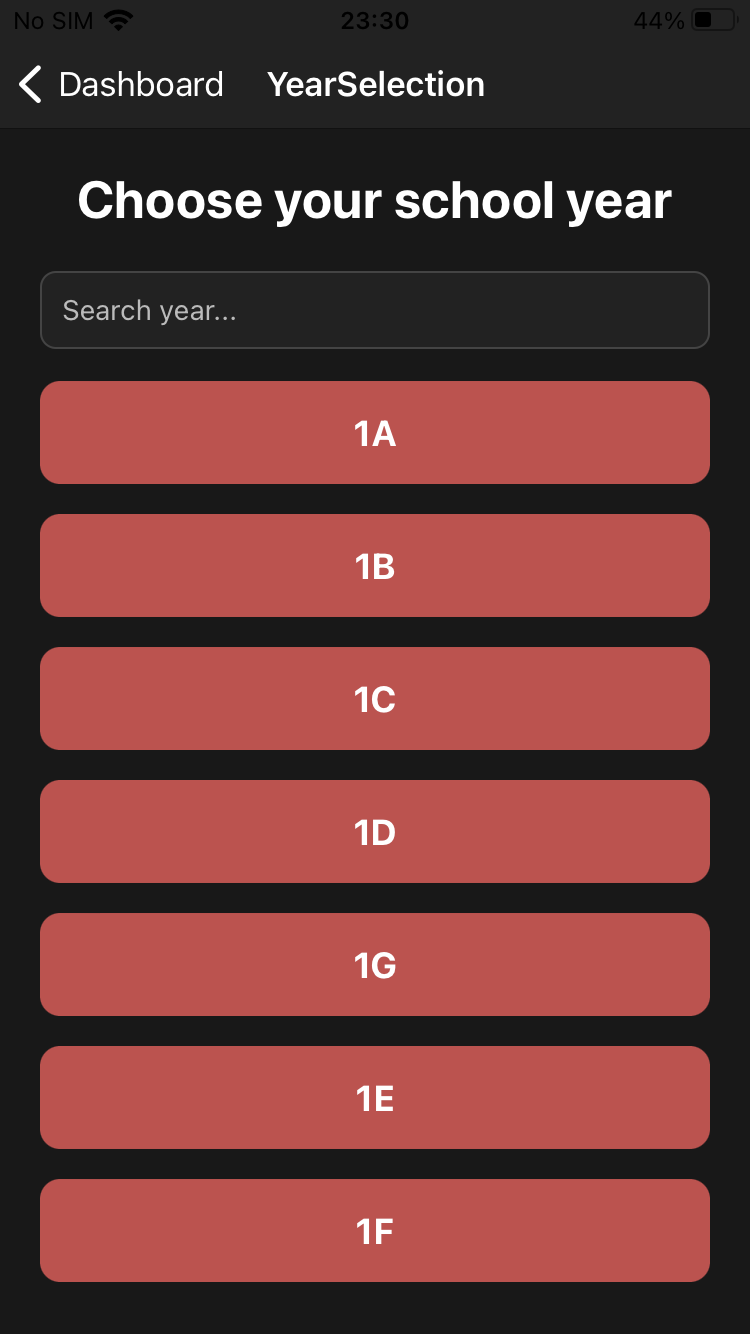 No SIM 23:30 44%
Dashboard YearSelection
Choose your school year
Search year...
1A
1B
1C
1D
1G
1E
1F